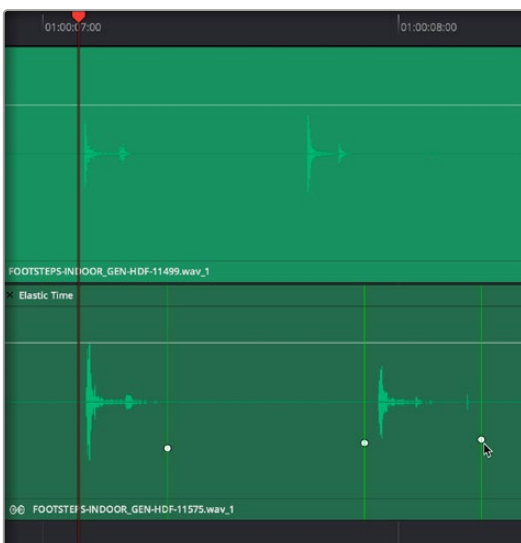 01:00:07:00
01:00:08:00
FOOTSTEPS-INDOOR_GEN-HDF-11499.wav_1
× Elastic Time
FOOTSTEPS-INDOOR_GEN-HDF-11575.wav_1